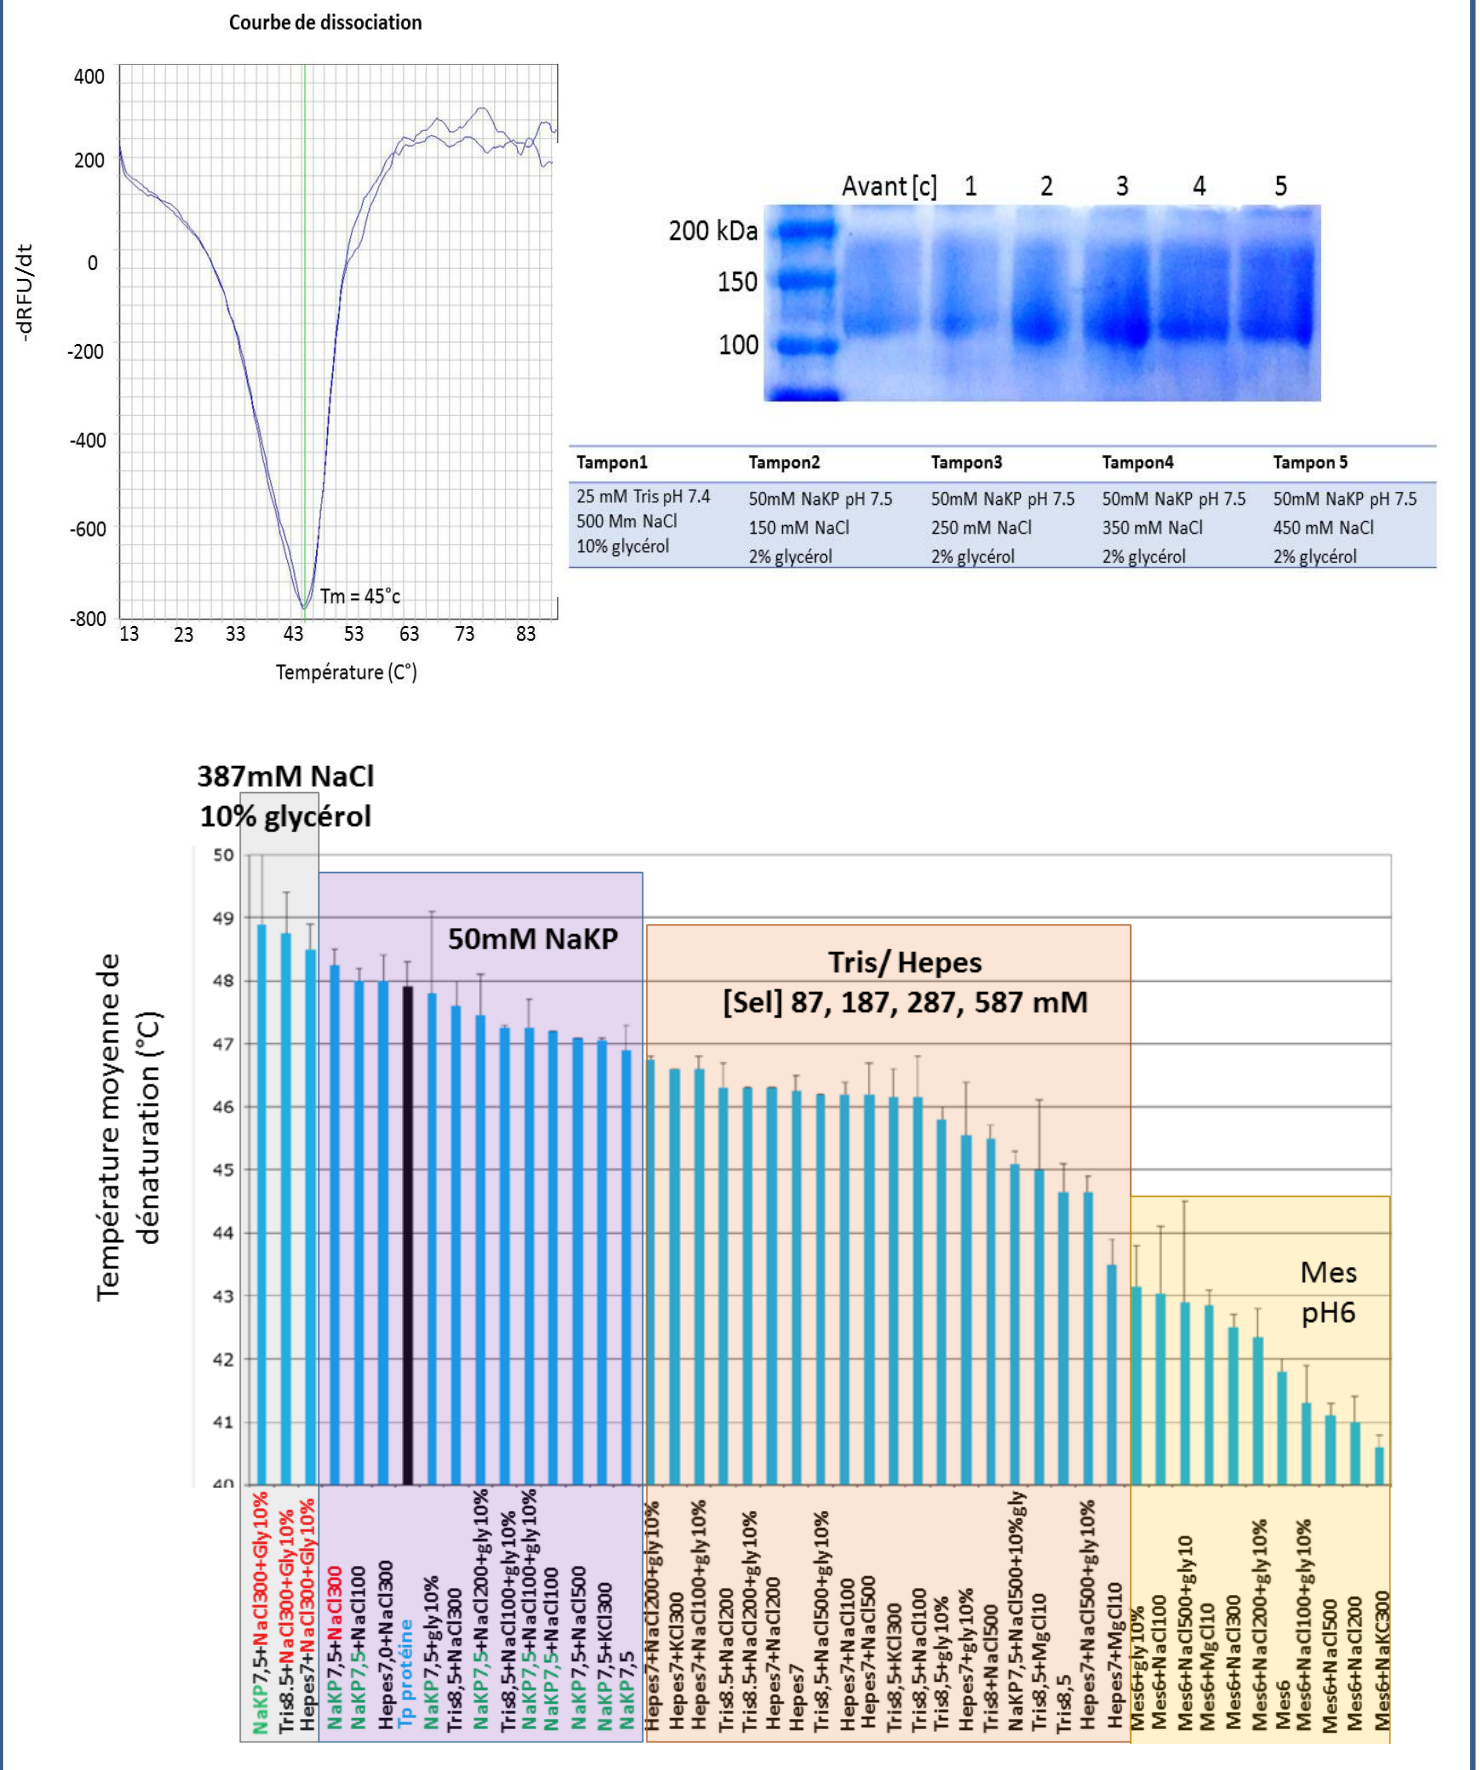 Courbe de dissociation
400
200
0
-200
-400
-600
-800
-dRFU/dt
Tm = 45°c
13 23 33 43 53 63 73 83
Température (C°)
Avant [c] 1 2 3 4 5
200 kDa
150
100
Tampon1 Tampon2 Tampon3 Tampon4 Tampon 5
25 mM Tris pH 7.4
500 Mm NaCl
10% glycérol
50mM NaKP pH 7.5
150 mM NaCl
2% glycérol
50mM NaKP pH 7.5
250 mM NaCl
2% glycérol
50mM NaKP pH 7.5
350 mM NaCl
2% glycérol
50mM NaKP pH 7.5
450 mM NaCl
2% glycérol
387mM NaCl
10% glycérol
50mM NaKP
Tris/ Hepes
[Sel] 87, 187, 287, 587 mM
Mes
pH6
Température moyenne de
dénaturation (°C)
50
49
48
47
46
45
44
43
42
41
40
NaKP7,5+NaCl300+Gly10%
Tris8.5+NaCl300+Gly10%
Hepes7+NaCl300+Gly10%
NaKP7,5+NaCl300
NaKP7,5+NaCl100
Hepes7,0+NaCl300
Tp protéine
NaKP7,5+gly10%
Tris8,5+NaCl300
NaKP7,5+NaCl200+gly10%
Tris8,5+NaCl100+gly10%
NaKP7,5+NaCl100+gly10%
NaKP7,5+NaCl100
NaKP7,5+NaCl500
NaKP7,5+KCl300
NaKP7,5
Hepes7+NaCl200+gly10%
Hepes7+KCl300
Hepes7+NaCl100+gly10%
Tris8.5+NaCl200
Tris8,5+NaCl200+gly10%
Hepes7+NaCl200
Hepes7
Tris8,5+NaCl500+gly10%
Hepes7+NaCl100
Hepes7+NaCl500
Tris8,5+KCl300
Tris8,5+NaCl100
Tris8,5+gly10%
Hepes7+gly10%
Tris8+NaCl500
NaKP7,5+NaCl500+10%gly
Tris8,5+MgCl10
Tris8,5
Hepes7+NaCl500+gly10%
Hepes7+MgCl10
Mes6+gly10%
Mes6+NaCl100
Mes6+NaCl500+gly10
Mes6+MgCl10
Mes6+NaCl300
Mes6+NaCl200+gly10%
Mes6
Mes6+NaCl100+gly10%
Mes6+NaCl500
Mes6+NaCl200
Mes6+NaKC300